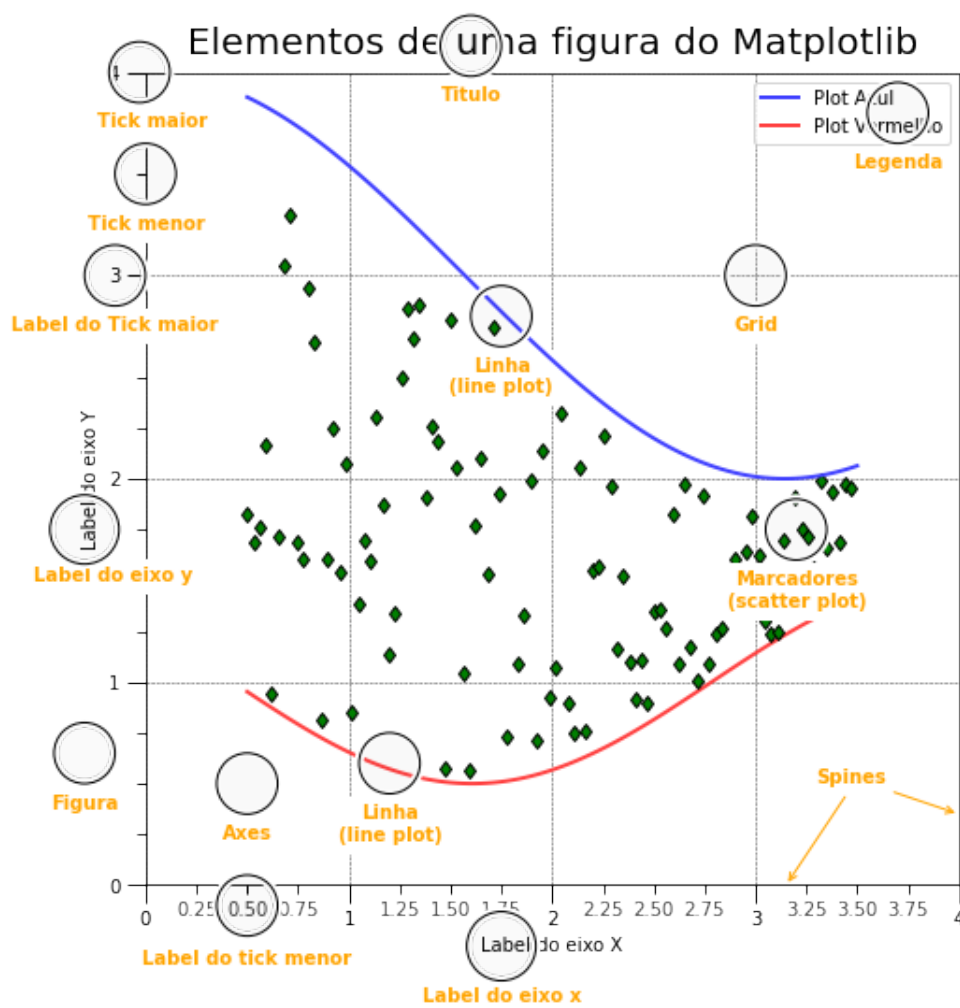 Elementos de uma figura do Matplotlib
Titulo
4
Tick maior
Plot Azul
Plot Vermelho
Legenda
Tick menor
3
Label do Tick maior
Grid
Linha
(line plot)
Label do eixo Y
2
Label do eixo y
Marcadores
(scatter plot)
1
Figura
Axes
Linha
(line plot)
Spines
0
0 0.25 0.50 0.75 1 1.25 1.50 2 2.25 2.50 2.75 3 3.25 3.50 3.75 4
Label do tick menor
Label do eixo X
Label do eixo x